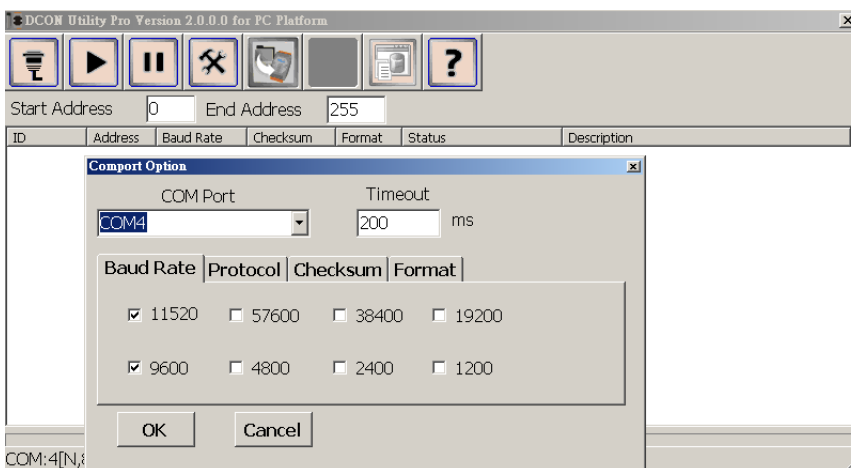 DCON Utility Pro Version 2.0.0.0 for PC Platform
Start Address 0 End Address 255
ID Address Baud Rate Checksum Format Status Description
Comport Option
COM Port Timeout
COM4 200 ms
Baud Rate Protocol Checksum Format
11520 57600 38400 19200
9600 4800 2400 1200
OK Cancel
COM:4[N,8